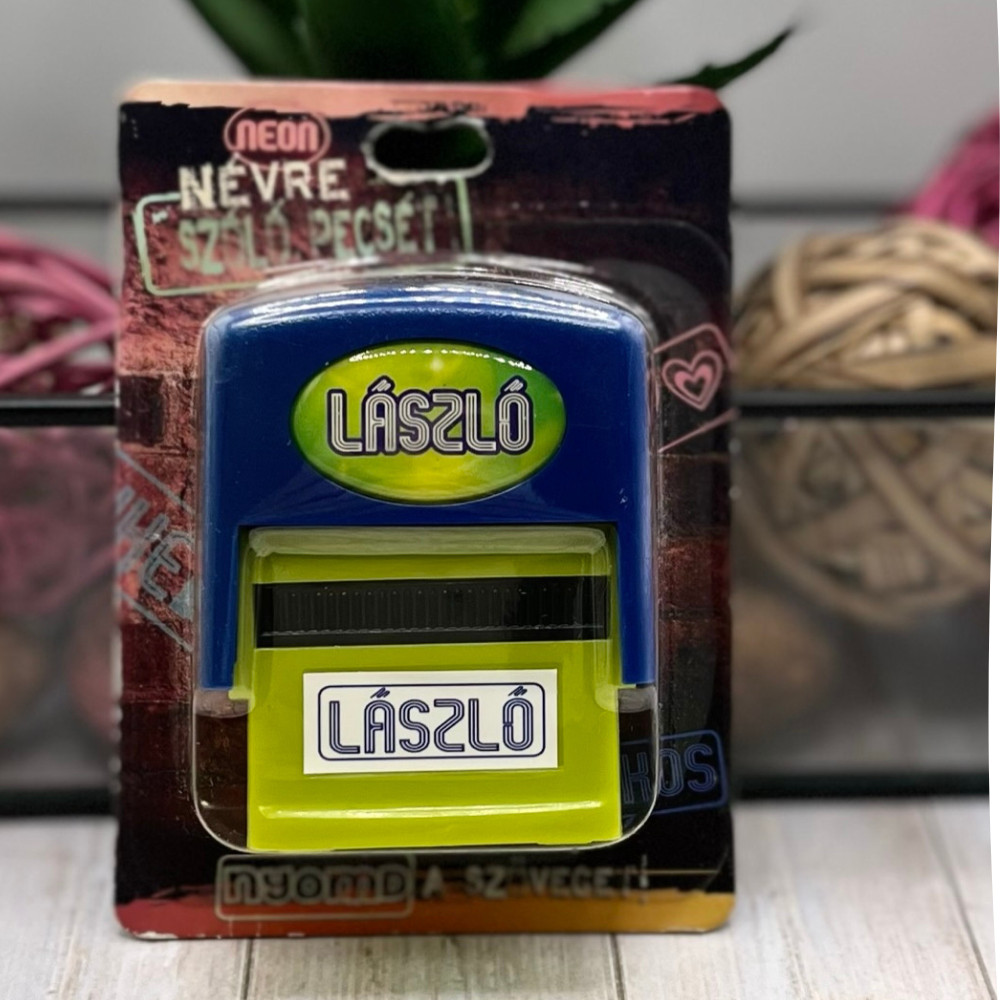 NEON
NÉVRE
SZÓLÓ PECSÉT
LÁSZLÓ
LÁSZLÓ
NYOMD A SZÖVEGET!